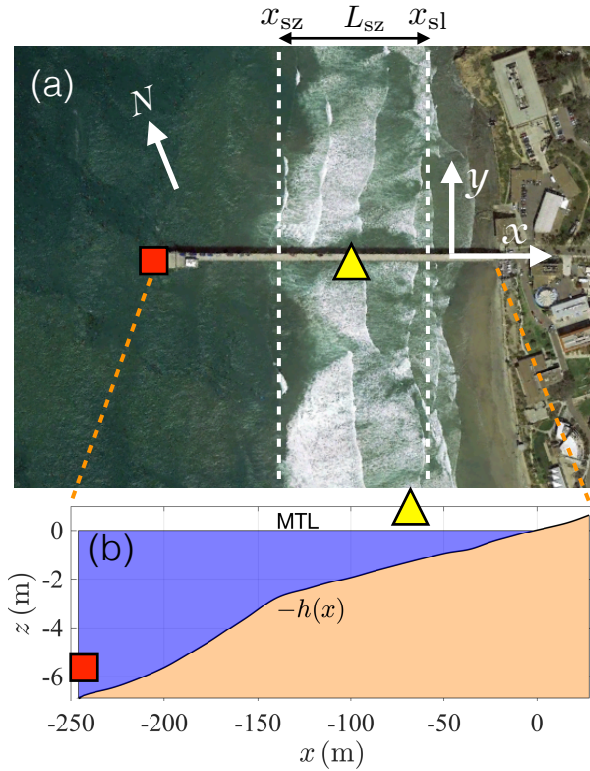 x_sz L_sz x_sl
(a)
N
y
x
MTL
(b)
0
-2
-4
-6
z (m)
-h(x)
-250 -200 -150 -100 -50 0
x (m)